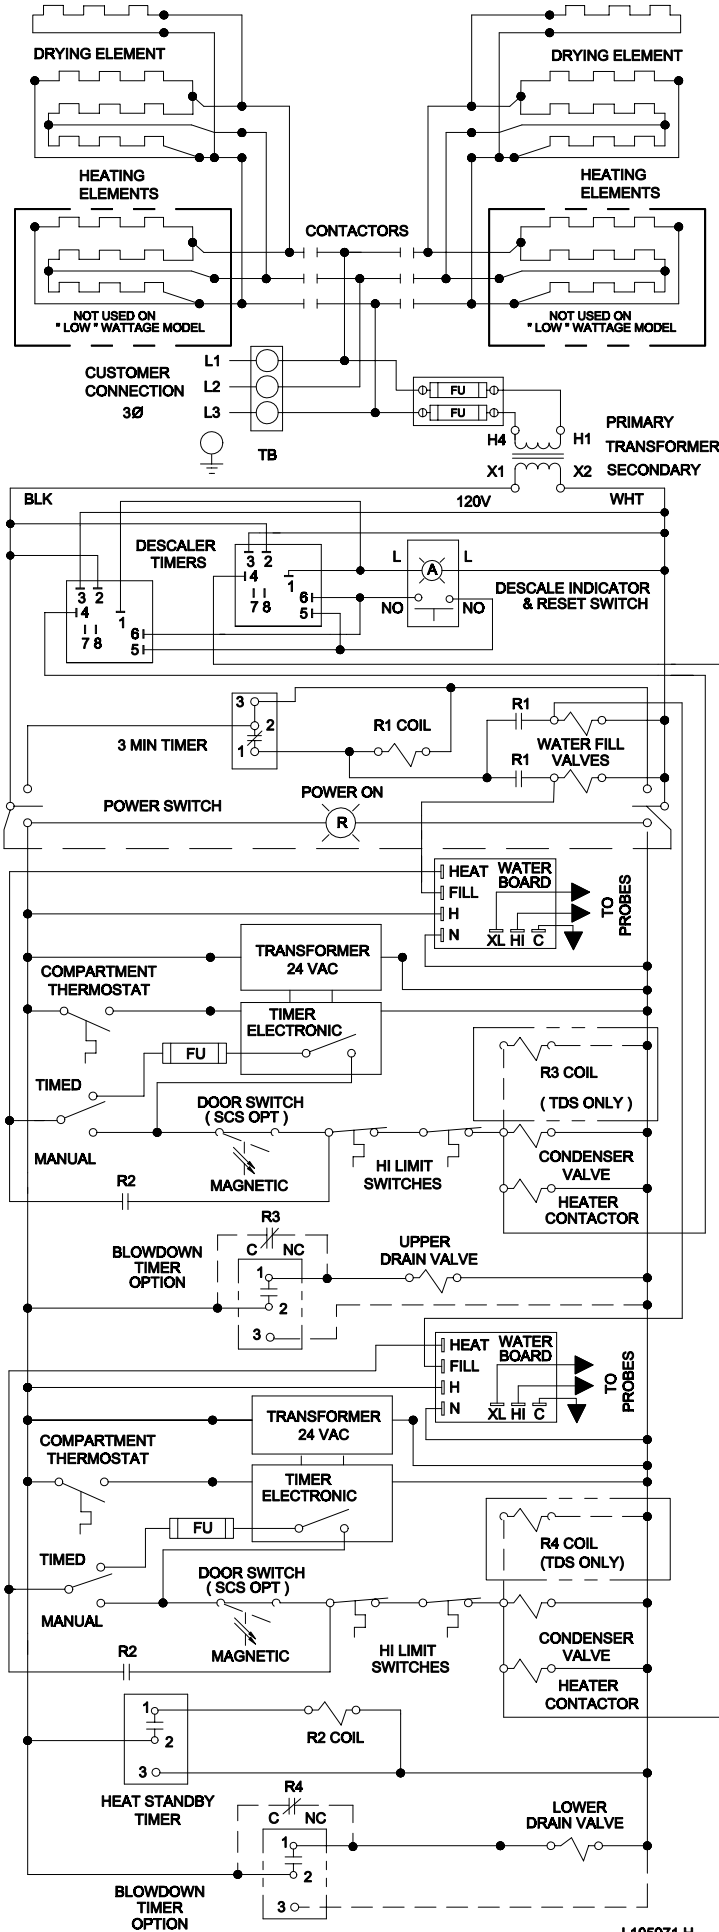 DRYING ELEMENT
DRYING ELEMENT
HEATING
ELEMENTS
HEATING
ELEMENTS
CONTACTORS
NOT USED ON
" LOW " WATTAGE MODEL
NOT USED ON
" LOW " WATTAGE MODEL
CUSTOMER
CONNECTION
3Ø
L1
L2
L3
TB
FU
FU
H4
H1
PRIMARY
TRANSFORMER
SECONDARY
X1
X2
BLK
120V
WHT
DESCALER
TIMERS
3 2
4
1
7 8
6
5
3 2
4
1
7 8
6
5
L
A
L
NO
NO
DESCALE INDICATOR
& RESET SWITCH
3 MIN TIMER
3
2
1
R1 COIL
R1
R1
WATER FILL
VALVES
POWER SWITCH
POWER ON
R
HEAT
FILL
H
N
WATER
BOARD
XL HI C
TO
PROBES
TRANSFORMER
24 VAC
COMPARTMENT
THERMOSTAT
TIMER
ELECTRONIC
FU
TIMED
MANUAL
DOOR SWITCH
( SCS OPT )
MAGNETIC
HI LIMIT
SWITCHES
R3 COIL
( TDS ONLY )
CONDENSER
VALVE
HEATER
CONTACTOR
R2
R3
C NC
BLOWDOWN
TIMER
OPTION
1
2
3
UPPER
DRAIN VALVE
HEAT
FILL
H
N
WATER
BOARD
XL HI C
TO
PROBES
TRANSFORMER
24 VAC
COMPARTMENT
THERMOSTAT
TIMER
ELECTRONIC
FU
TIMED
MANUAL
DOOR SWITCH
( SCS OPT )
MAGNETIC
HI LIMIT
SWITCHES
R4 COIL
(TDS ONLY)
CONDENSER
VALVE
HEATER
CONTACTOR
R2
1
2
3
R2 COIL
HEAT STANDBY
TIMER
R4
C NC
1
2
3
LOWER
DRAIN VALVE
BLOWDOWN
TIMER
OPTION